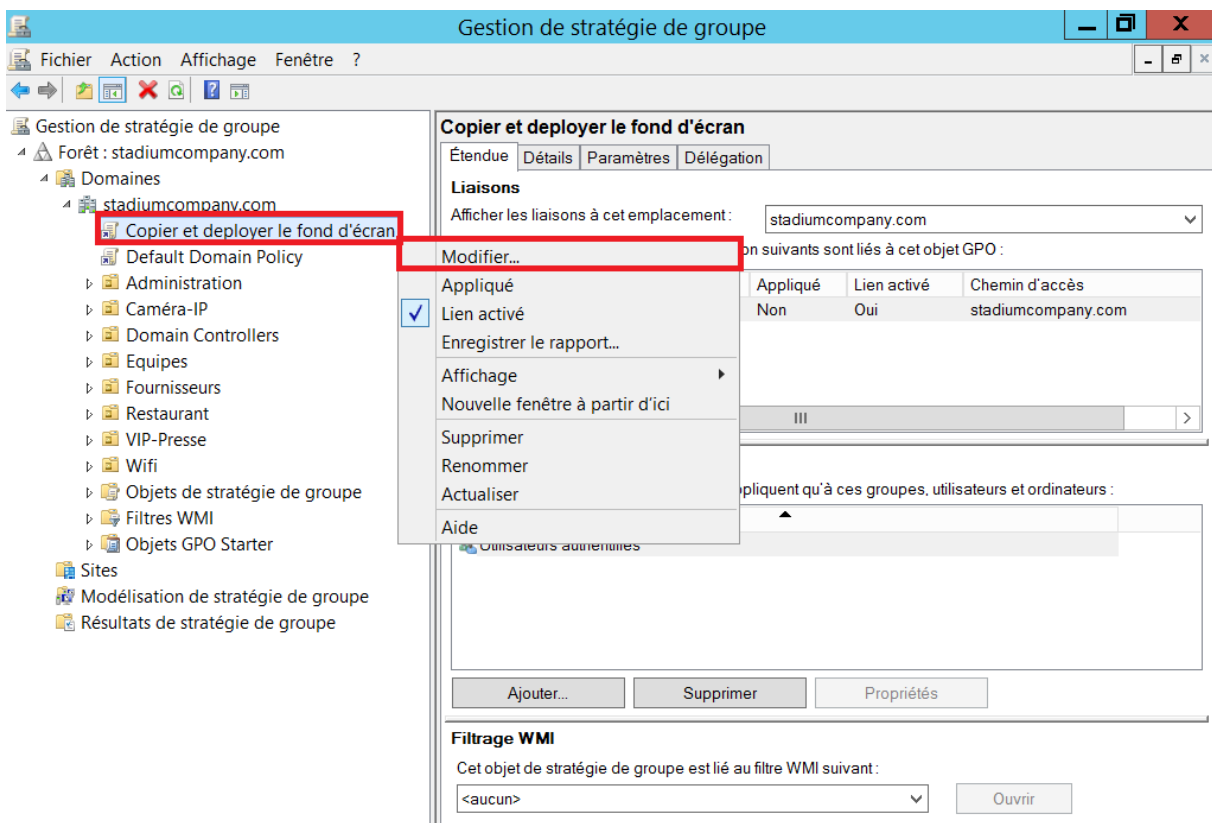 Gestion de stratégie de groupe
Fichier Action Affichage Fenêtre ?
Gestion de stratégie de groupe
Forêt : stadiumcompany.com
Domaines
stadiumcompany.com
Copier et deployer le fond d'écran
Default Domain Policy
Administration
Caméra-IP
Domain Controllers
Equipes
Fournisseurs
Restaurant
VIP-Presse
Wifi
Objets de stratégie de groupe
Filtres WMI
Objets GPO Starter
Sites
Modélisation de stratégie de groupe
Résultats de stratégie de groupe
Modifier...
Appliqué
Lien activé
Enregistrer le rapport...
Affichage
Nouvelle fenêtre à partir d'ici
Supprimer
Renommer
Actualiser
Aide
Copier et deployer le fond d'écran
Étendue Détails Paramètres Délégation
Liaisons
Afficher les liaisons à cet emplacement : stadiumcompany.com
on suivants sont liés à cet objet GPO :
Appliqué Lien activé Chemin d'accès
Non Oui stadiumcompany.com
pliquent qu'à ces groupes, utilisateurs et ordinateurs :
Utilisateurs authentifiés
Ajouter... Supprimer Propriétés
Filtrage WMI
Cet objet de stratégie de groupe est lié au filtre WMI suivant :
<aucun> Ouvrir